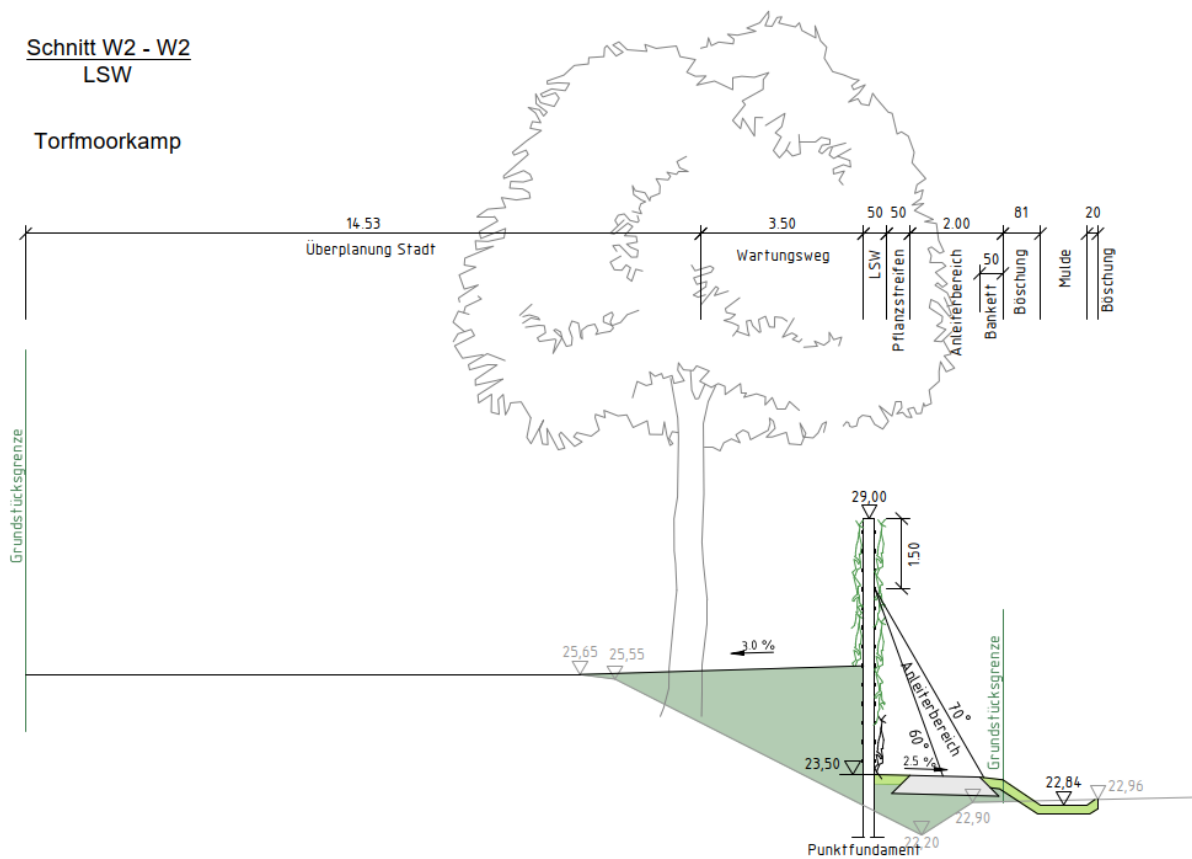 Schnitt W2 - W2
LSW
Torfmoorkamp
14.53
3.50
50
50
2.00
81
20
Überplanung Stadt
Wartungsweg
LSW
Pflanzstreifen
Anleiterbereich
50
Bankett
Böschung
Mulde
Böschung
Grundstücksgrenze
29,00
1.50
25,65
25,55
3.0 %
Anleiterbereich
70°
60°
Grundstücksgrenze
23,50
2.5 %
22,84
22,96
22,90
22,20
Punktfundament